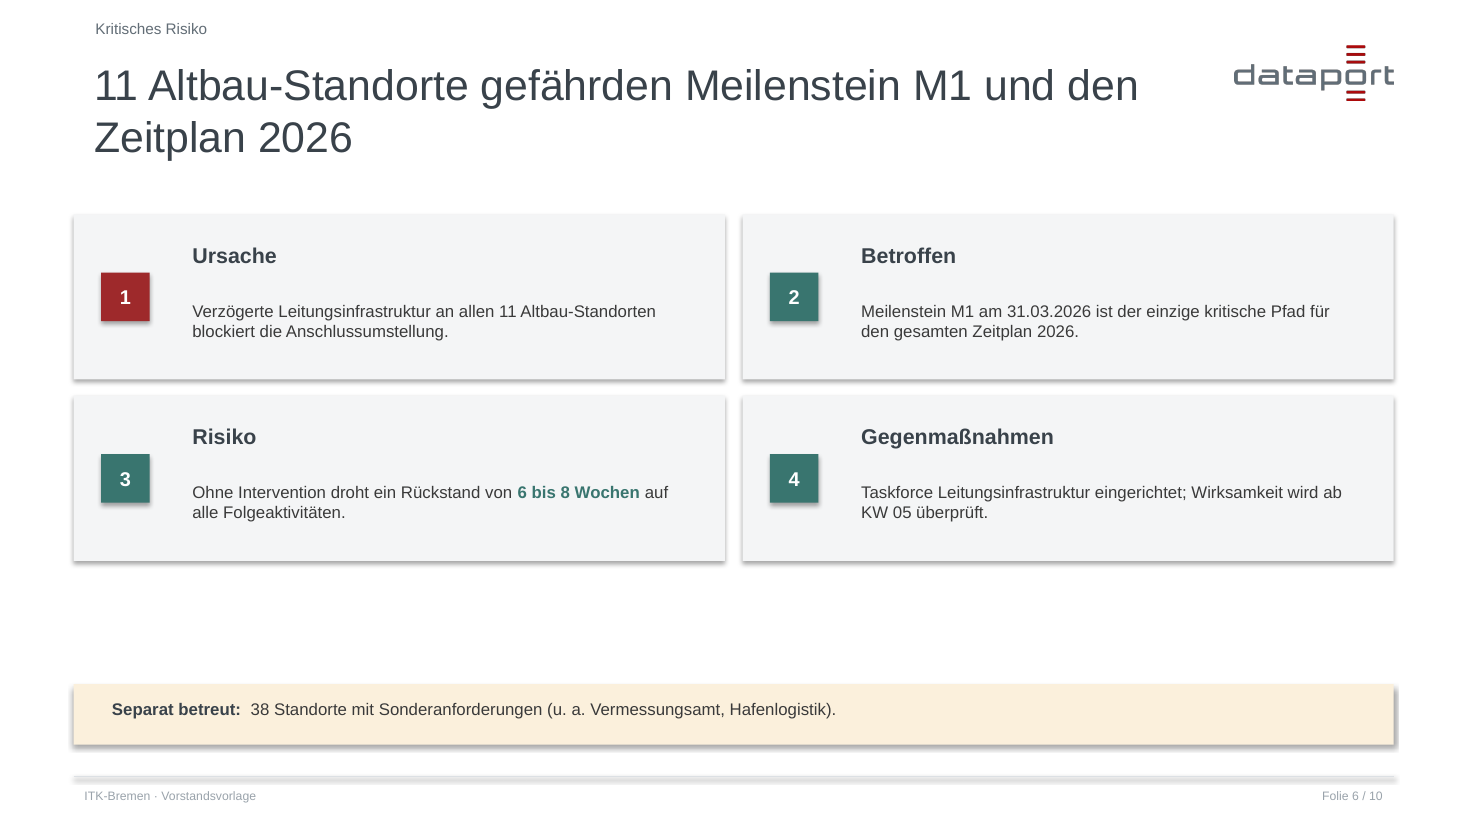 Kritisches Risiko
11 Altbau-Standorte gefährden Meilenstein M1 und den
Zeitplan 2026
dataport
1
Ursache
Verzögerte Leitungsinfrastruktur an allen 11 Altbau-Standorten
blockiert die Anschlussumstellung.
2
Betroffen
Meilenstein M1 am 31.03.2026 ist der einzige kritische Pfad für
den gesamten Zeitplan 2026.
3
Risiko
Ohne Intervention droht ein Rückstand von 6 bis 8 Wochen auf
alle Folgeaktivitäten.
4
Gegenmaßnahmen
Taskforce Leitungsinfrastruktur eingerichtet; Wirksamkeit wird ab
KW 05 überprüft.
Separat betreut: 38 Standorte mit Sonderanforderungen (u. a. Vermessungsamt, Hafenlogistik).
ITK-Bremen · Vorstandsvorlage
Folie 6 / 10